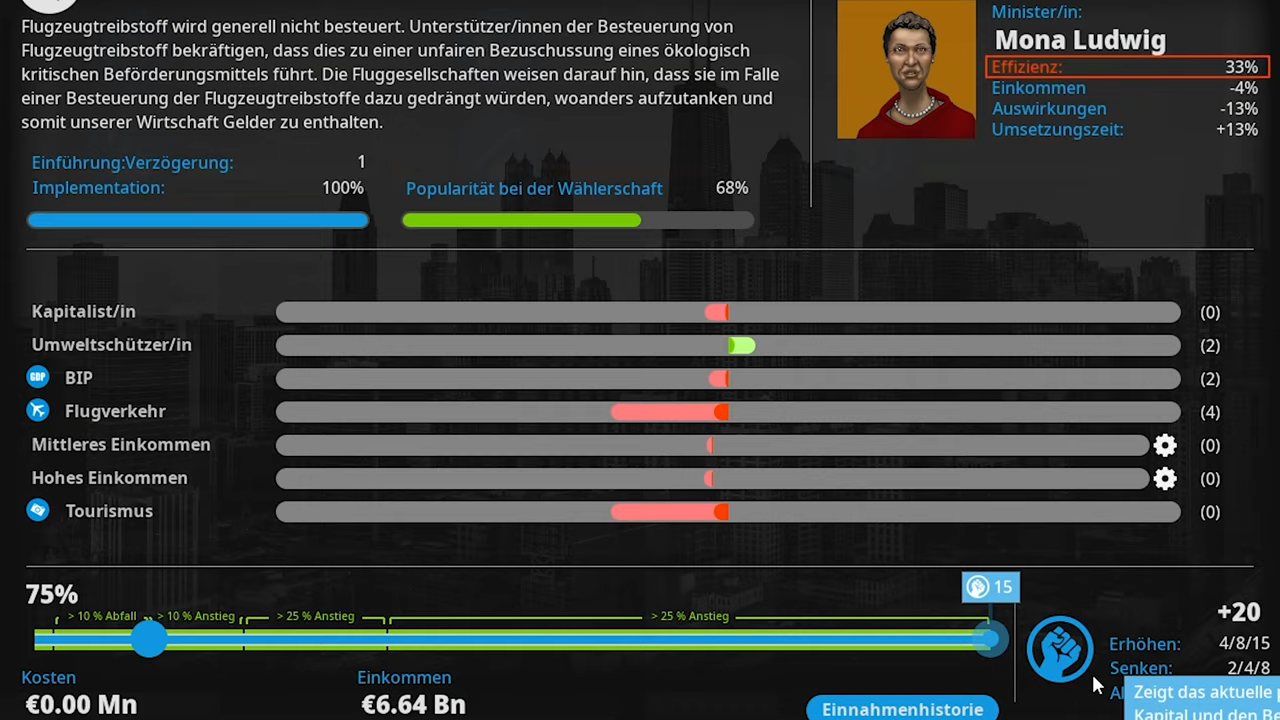 Flugzeugtreibstoff wird generell nicht besteuert. Unterstützer/innen der Besteuerung von
Flugzeugtreibstoff bekräftigen, dass dies zu einer unfairen Bezuschussung eines ökologisch
kritischen Beförderungsmittels führt. Die Fluggesellschaften weisen darauf hin, dass sie im Falle
einer Besteuerung der Flugzeugtreibstoffe dazu gedrängt würden, woanders aufzutanken und
somit unserer Wirtschaft Gelder zu enthalten.
Minister/in:
Mona Ludwig
Effizienz: 33%
Einkommen -4%
Auswirkungen -13%
Umsetzungszeit: +13%
Einführung:Verzögerung: 1
Implementation: 100%
Popularität bei der Wählerschaft 68%
Kapitalist/in (0)
Umweltschützer/in (2)
GDP BIP (2)
Flugverkehr (4)
Mittleres Einkommen (0)
Hohes Einkommen (0)
Tourismus (0)
75%
15
> 10 % Abfall > 10 % Anstieg > 25 % Anstieg > 25 % Anstieg
+20
Erhöhen: 4/8/15
Senken: 2/4/8
Kosten
€0.00 Mn
Einkommen
€6.64 Bn
Einnahmenhistorie
Zeigt das aktuelle
Kapital und den